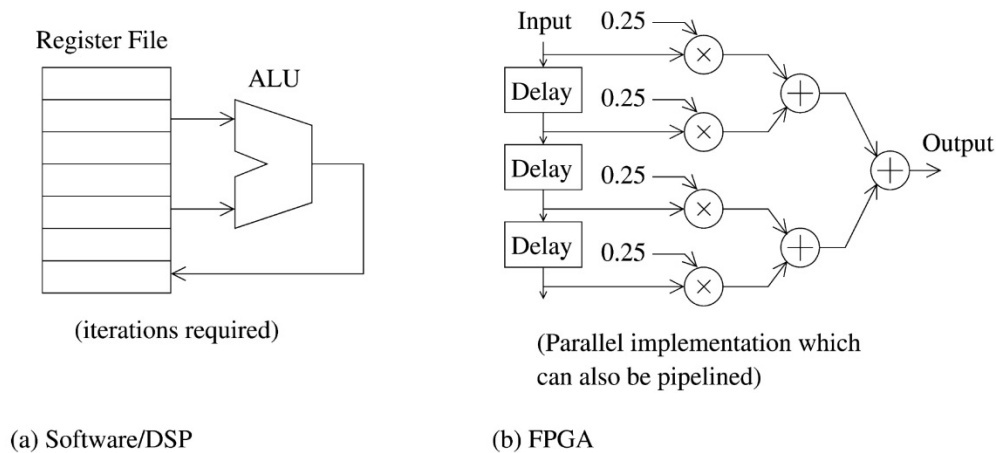 Register File
ALU
(iterations required)
(a) Software/DSP
Input
0.25
×
Delay
0.25
×
+
Delay
0.25
×
+
Output
Delay
0.25
×
+
(Parallel implementation which
can also be pipelined)
(b) FPGA